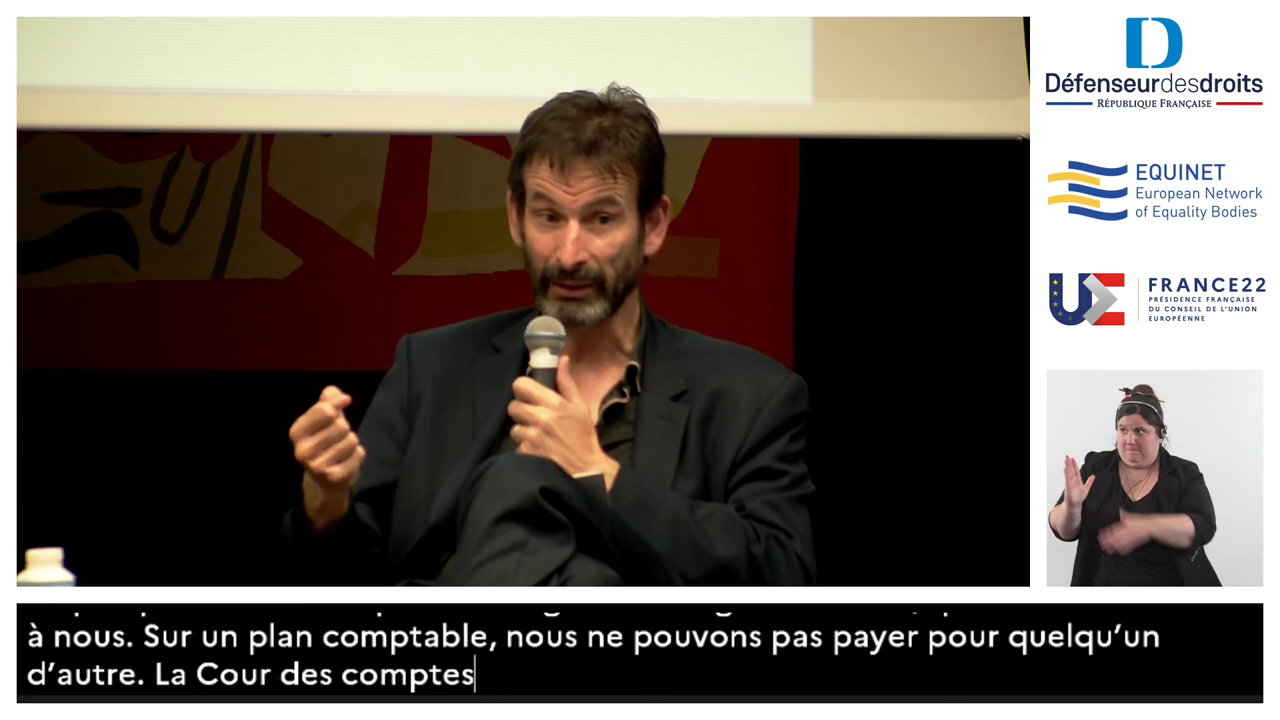 Défenseurdesdroits
RÉPUBLIQUE FRANÇAISE
EQUINET
European Network
of Equality Bodies
UE
FRANCE22
PRÉSIDENCE FRANÇAISE
DU CONSEIL DE L'UNION
EUROPÉENNE
à nous. Sur un plan comptable, nous ne pouvons pas payer pour quelqu'un
d'autre. La Cour des comptes